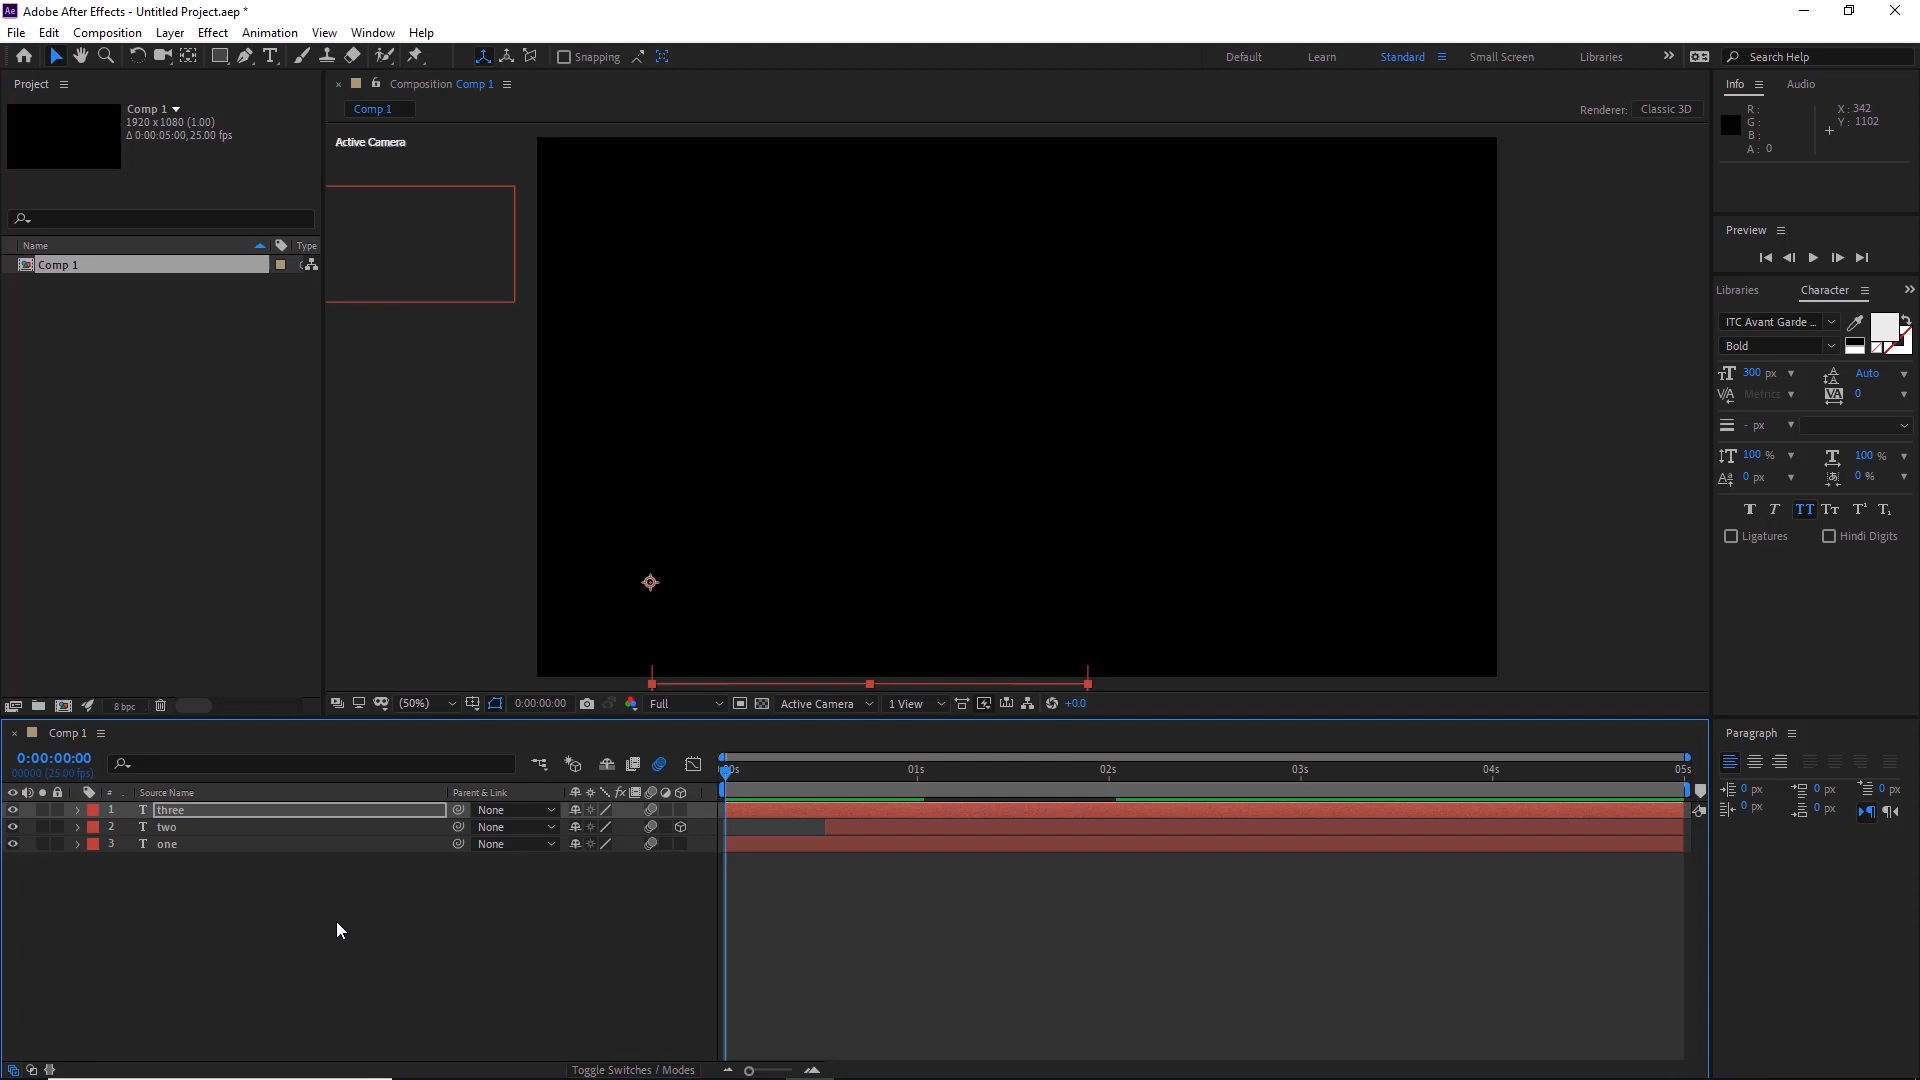 Ae Adobe After Effects - Untitled Project.aep *
File Edit Composition Layer Effect Animation View Window Help
Snapping Default Learn Standard Small Screen Libraries Search Help
Project
Comp 1
1920 x 1080 (1.00)
Δ 0:00:05:00, 25.00 fps
Name Type
Comp 1
8 bpc
Composition Comp 1
Comp 1
Renderer: Classic 3D
Active Camera
(50%) 0:00:00:00 Full Active Camera 1 View +0.0
Info Audio
R :
G :
B :
A : 0
X : 342
Y : 1102
Preview
Libraries Character
ITC Avant Garde ...
Bold
300 px Auto
Metrics 0
- px
100 % 100 %
0 px 0 %
Ligatures Hindi Digits
Comp 1
0:00:00:00
00000 (25.00 fps)
00s 01s 02s 03s 04s 05s
# Source Name Parent & Link
1 T three None
2 T two None
3 T one None
Toggle Switches / Modes
Paragraph
0 px 0 px 0 px
0 px 0 px